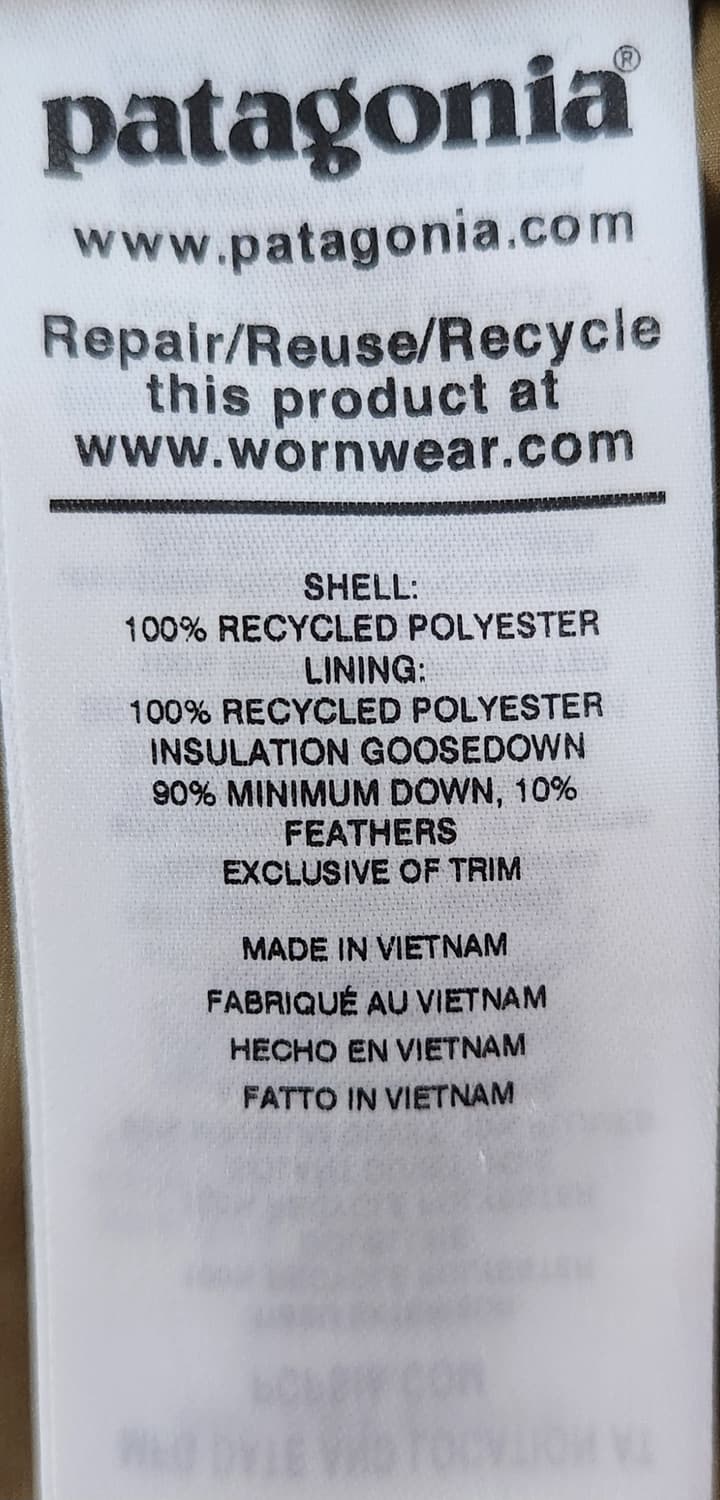 patagonia®
www.patagonia.com
Repair/Reuse/Recycle
this product at
www.wornwear.com
SHELL:
100% RECYCLED POLYESTER
LINING:
100% RECYCLED POLYESTER
INSULATION GOOSEDOWN
90% MINIMUM DOWN, 10%
FEATHERS
EXCLUSIVE OF TRIM
MADE IN VIETNAM
FABRIQUÉ AU VIETNAM
HECHO EN VIETNAM
FATTO IN VIETNAM